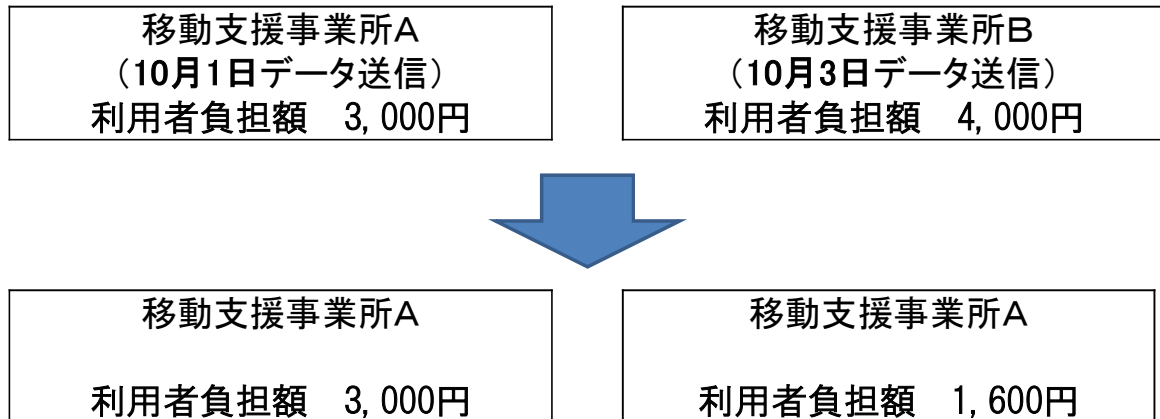 移動支援事業所A
（10月1日データ送信）
利用者負担額　3,000円
移動支援事業所B
（10月3日データ送信）
利用者負担額　4,000円
移動支援事業所A
利用者負担額　3,000円
移動支援事業所A
利用者負担額　1,600円